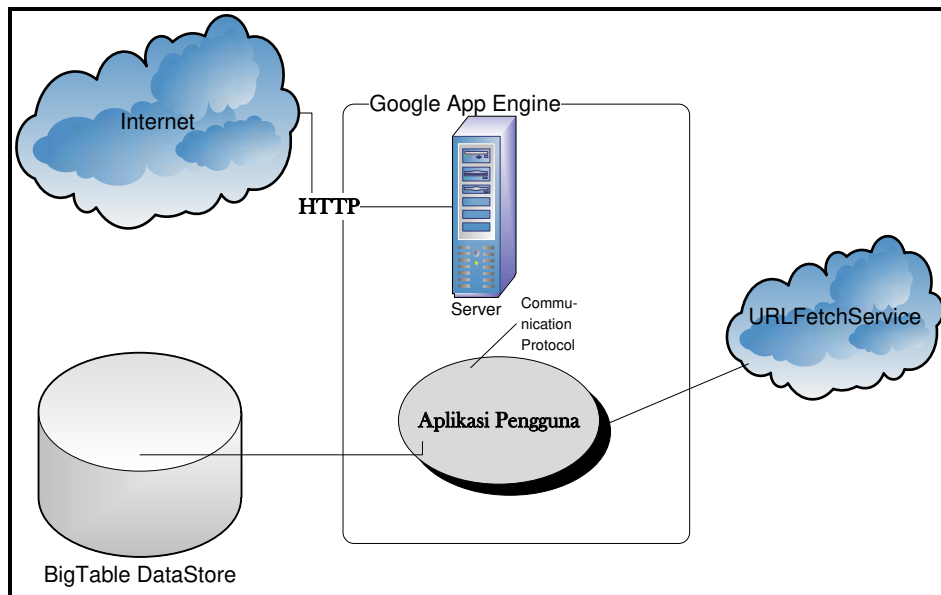 Google App Engine
Internet
HTTP
Server
Commu-
nication
Protocol
URLFetchService
Aplikasi Pengguna
BigTable DataStore